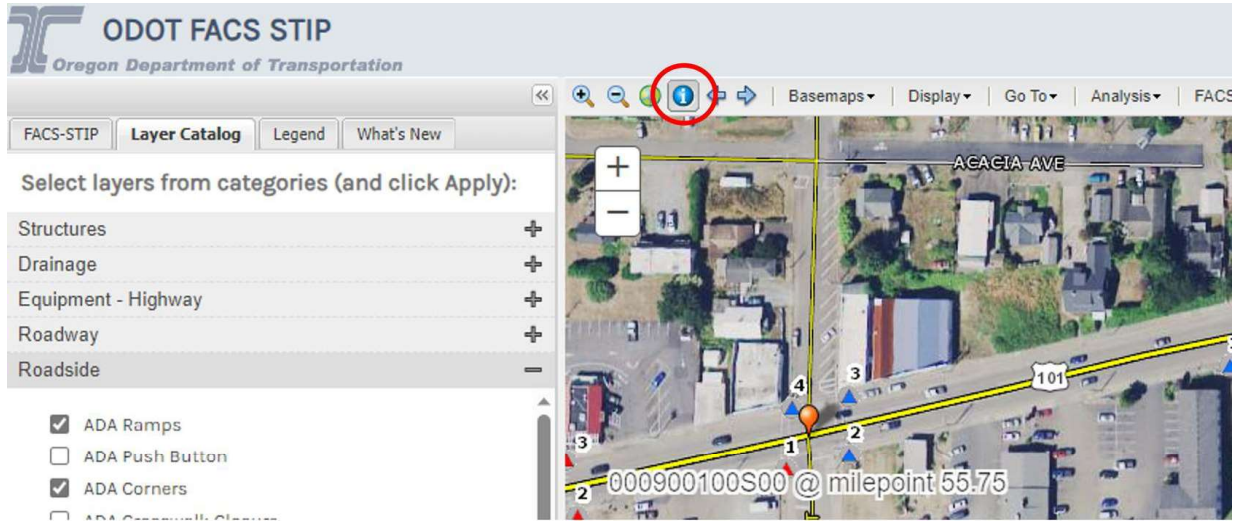 ODOT FACS STIP
Oregon Department of Transportation
Basemaps Display Go To Analysis FACS
FACS-STIP Layer Catalog Legend What's New
Select layers from categories (and click Apply):
Structures
Drainage
Equipment - Highway
Roadway
Roadside
ADA Ramps
ADA Push Button
ADA Corners
ACACIA AVE
101
3
4
2
1
3
2
000900100S00 @ milepoint 55.75